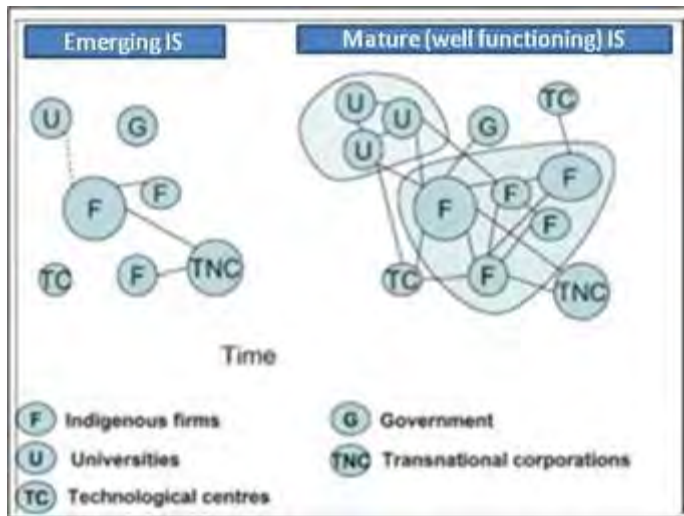 Emerging IS
Mature (well functioning) IS
U
G
F
F
TC
F
TNC
U
U
U
G
TC
F
F
F
F
TC
F
TNC
Time
F Indigenous firms
G Government
U Universities
TNC Transnational corporations
TC Technological centres